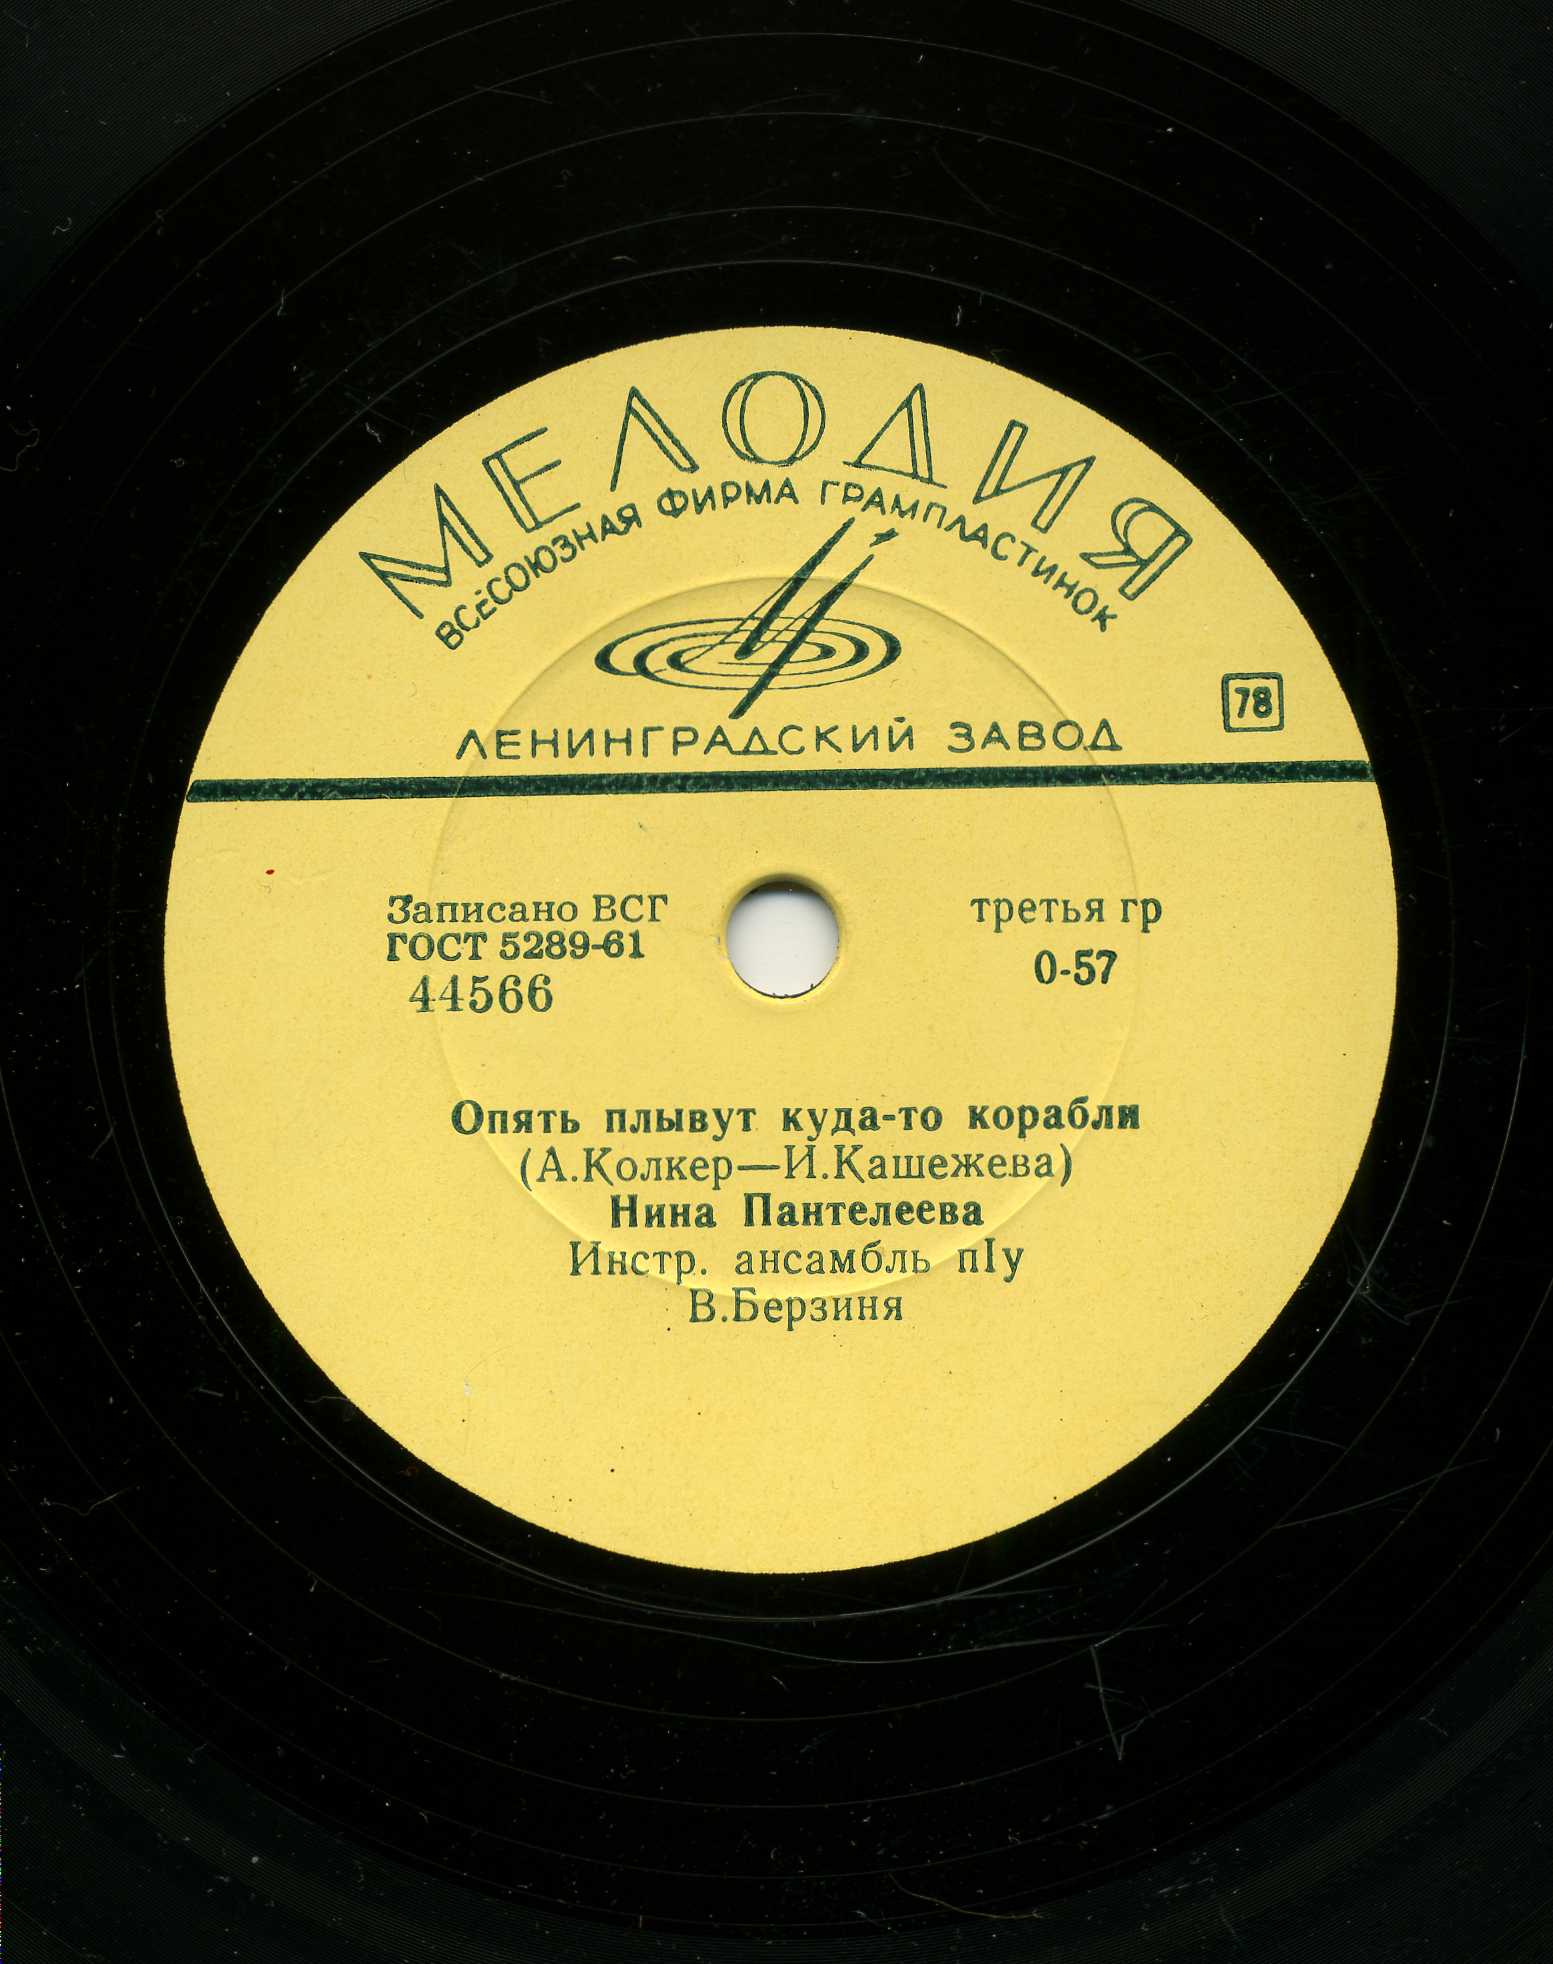 МЕЛОДИЯ
ВСЕСОЮЗНАЯ ФИРМА ГРАМПЛАСТИНОК
ЛЕНИНГРАДСКИЙ ЗАВОД
78
Записано ВСГ
ГОСТ 5289-61
44566
третья гр
0-57
Опять плывут куда-то корабли
(А.Колкер—И.Кашежева)
Нина Пантелеева
Инстр. ансамбль п/у
В.Берзиня